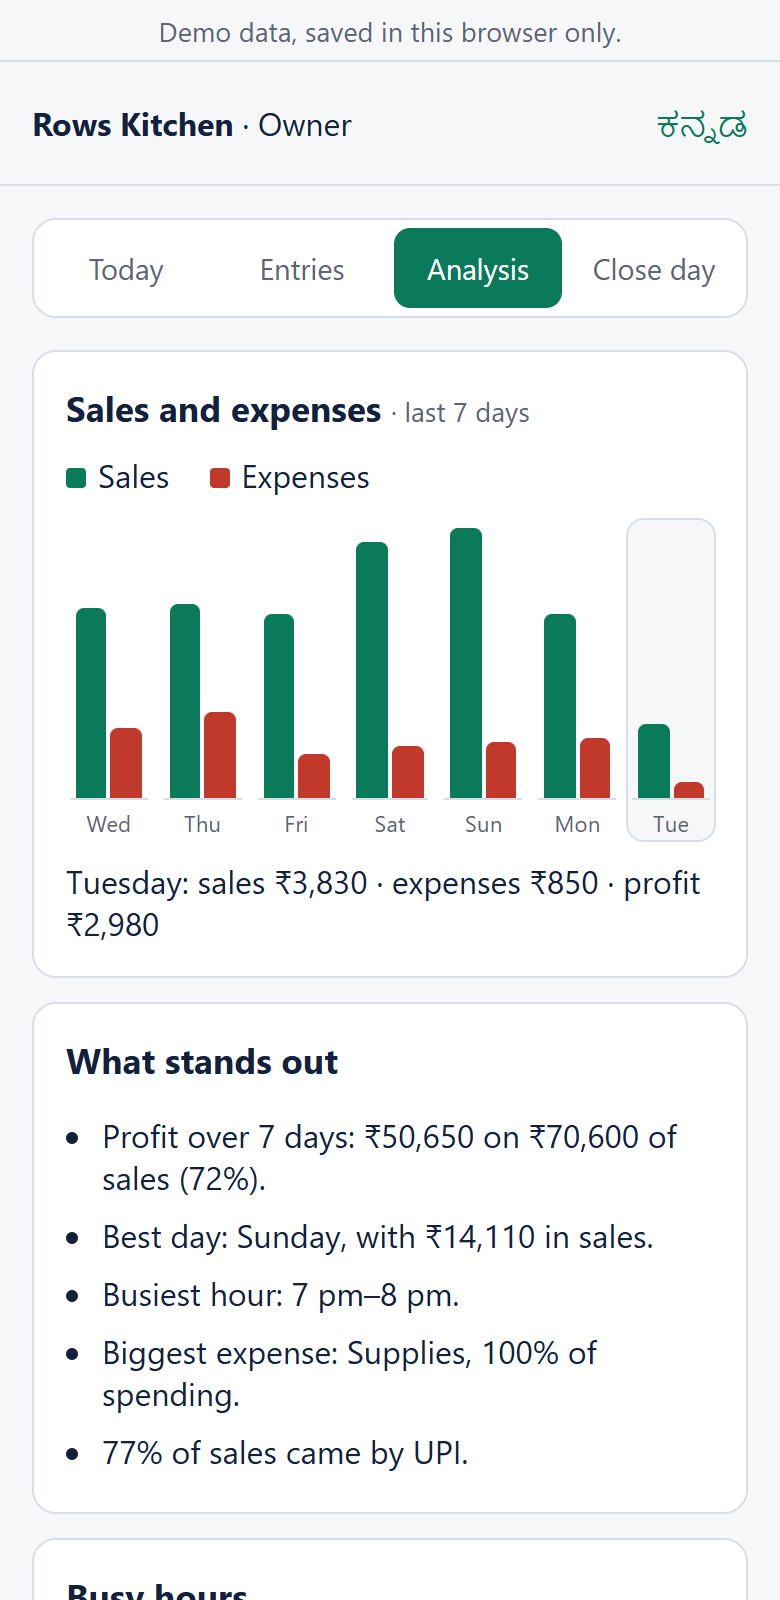 Demo data, saved in this browser only.
Rows Kitchen · Owner
ಕನ್ನಡ
Today
Entries
Analysis
Close day
Sales and expenses · last 7 days
Sales
Expenses
Wed
Thu
Fri
Sat
Sun
Mon
Tue
Tuesday: sales ₹3,830 · expenses ₹850 · profit
₹2,980
What stands out
Profit over 7 days: ₹50,650 on ₹70,600 of
sales (72%).
Best day: Sunday, with ₹14,110 in sales.
Busiest hour: 7 pm–8 pm.
Biggest expense: Supplies, 100% of
spending.
77% of sales came by UPI.
Busy hours